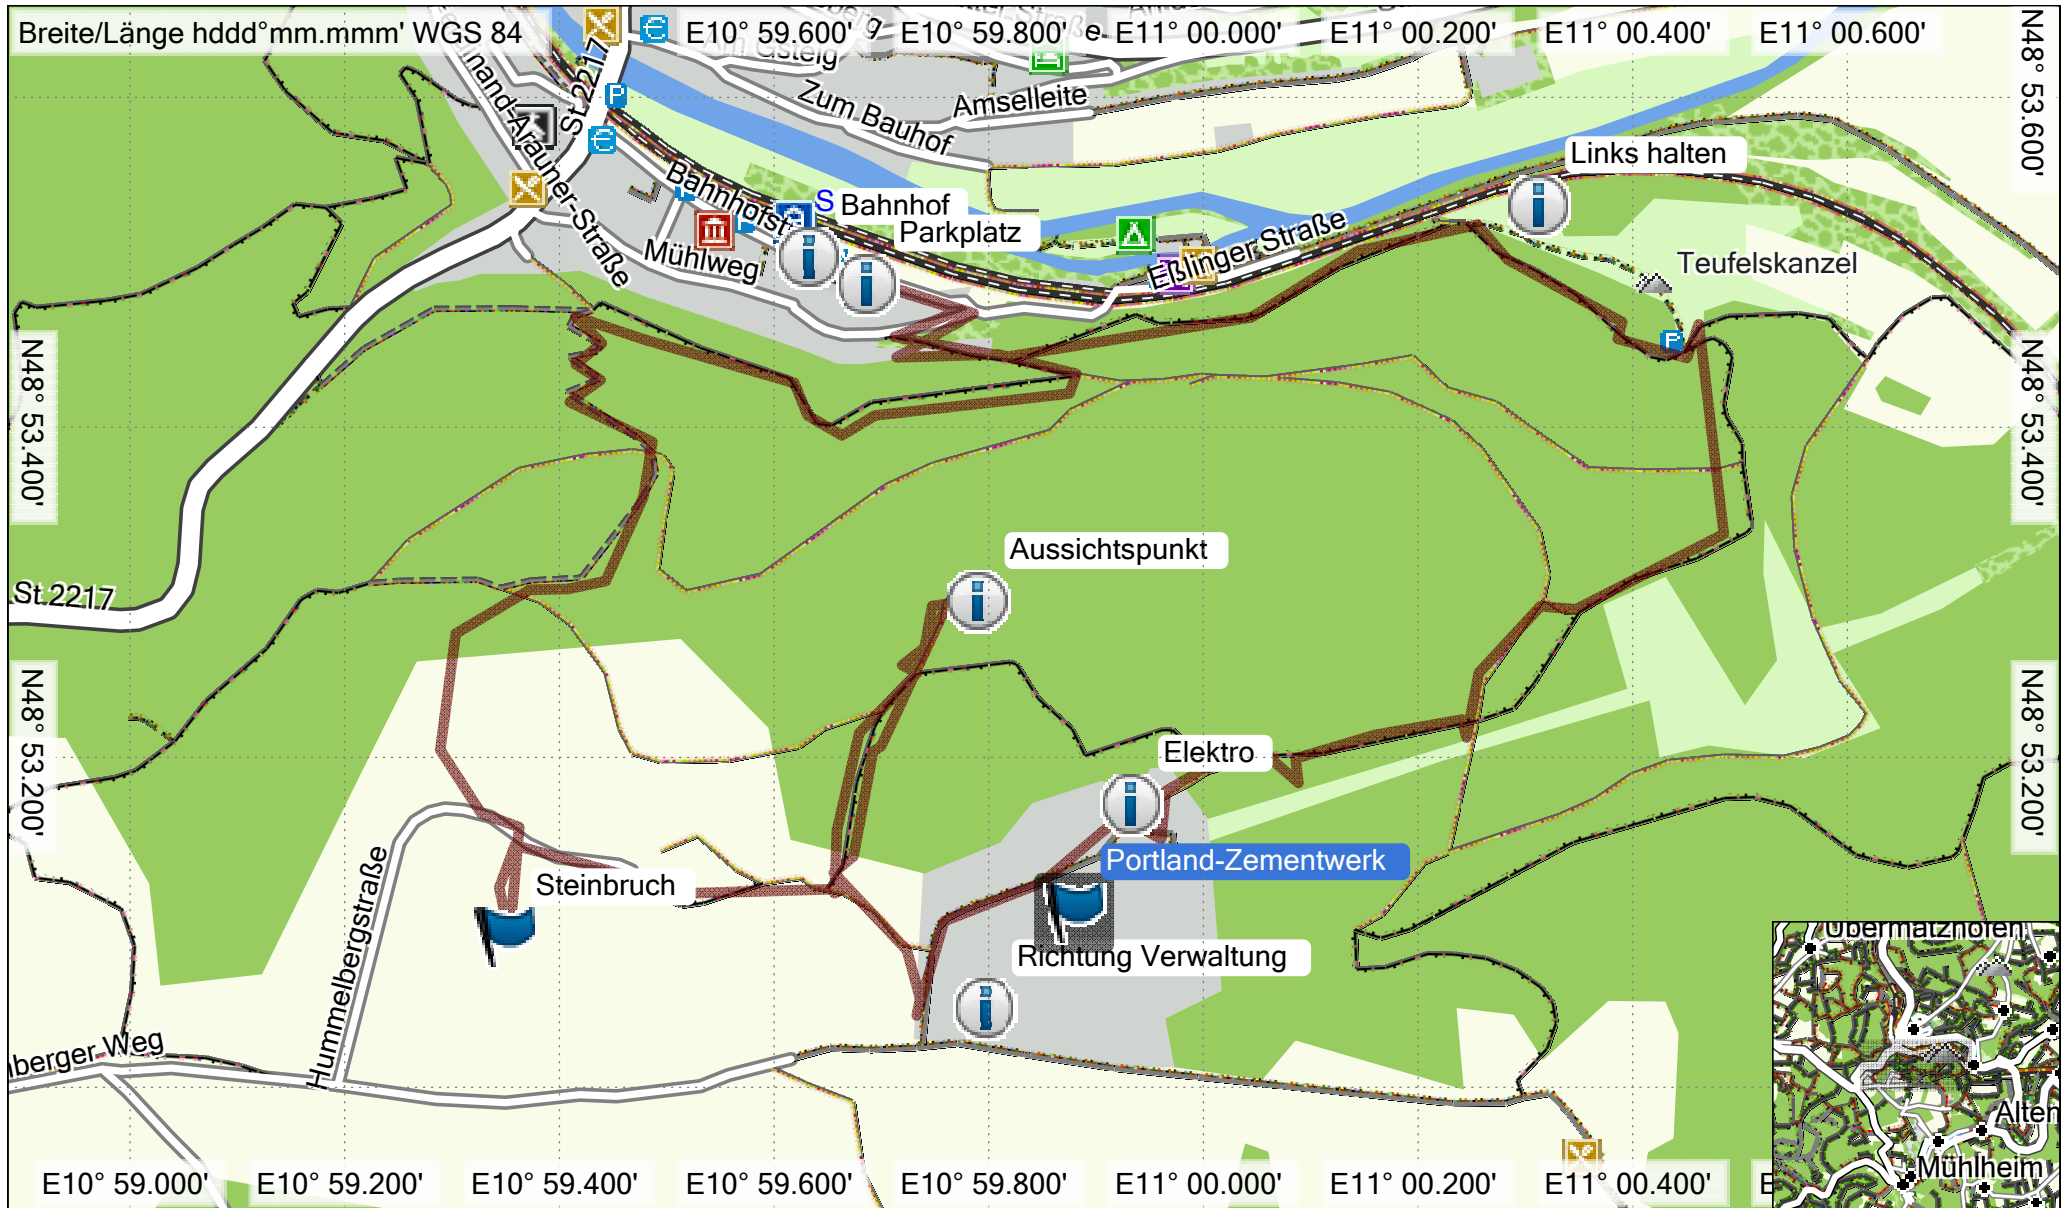 Breite/Länge hddd°mm.mmm' WGS 84
E10° 59.600'
E10° 59.800'
E11° 00.000'
E11° 00.200'
E11° 00.400'
E11° 00.600'
N48° 53.600'
St 2217
Am Gsteig
Zum Bauhof
Amselleite
Links halten
Bahnhofst
S Bahnhof
Parkplatz
Mühlweg
Eßlinger Straße
Teufelskanzel
N48° 53.400'
N48° 53.400'
Aussichtspunkt
St 2217
N48° 53.200'
N48° 53.200'
Elektro
Portland-Zementwerk
Steinbruch
Richtung Verwaltung
Hummelbergstraße
Weg
Mühlheim
E10° 59.000'
E10° 59.200'
E10° 59.400'
E10° 59.600'
E10° 59.800'
E11° 00.000'
E11° 00.200'
E11° 00.400'